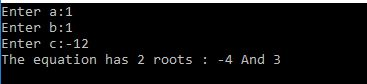 Enter a:1
Enter b:1
Enter c:-12
The equation has 2 roots : -4 And 3